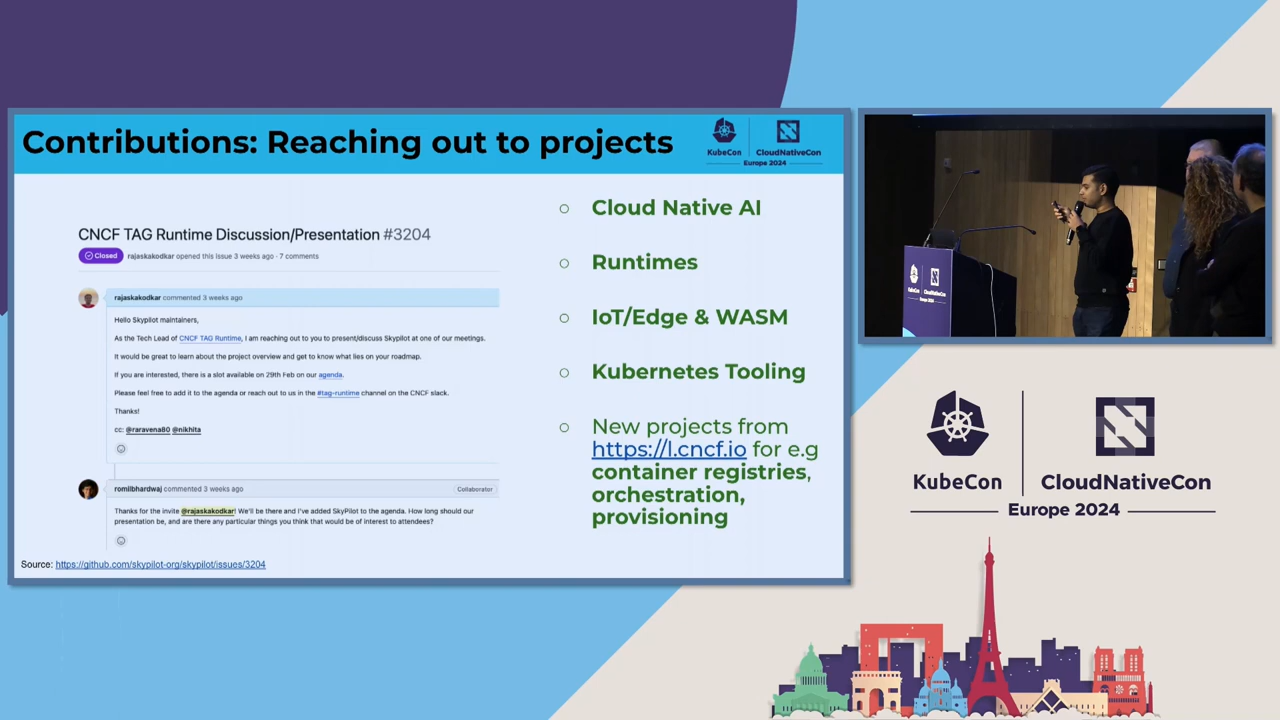 Contributions: Reaching out to projects
KubeCon
CloudNativeCon
Europe 2024
CNCF TAG Runtime Discussion/Presentation #3204
Closed
rajaskakodkar opened this issue 3 weeks ago · 7 comments
rajaskakodkar commented 3 weeks ago
Hello Skypilot maintainers,
As the Tech Lead of CNCF TAG Runtime, I am reaching out to you to present/discuss Skypilot at one of our meetings.
It would be great to learn about the project overview and get to know what lies on your roadmap.
If you are interested, there is a slot available on 29th Feb on our agenda.
Please feel free to add it to the agenda or reach out to us in the #tag-runtime channel on the CNCF slack.
Thanks!
cc: @raravena80 @nikhita
romilbhardwaj commented 3 weeks ago
Collaborator
Thanks for the invite @rajaskakodkar! We'll be there and I've added SkyPilot to the agenda. How long should our
presentation be, and are there any particular things you think that would be of interest to attendees?
Source: https://github.com/skypilot-org/skypilot/issues/3204
○ Cloud Native AI
○ Runtimes
○ IoT/Edge & WASM
○ Kubernetes Tooling
○ New projects from
https://l.cncf.io for e.g
container registries,
orchestration,
provisioning
KubeCon
CloudNativeCon
Europe 2024